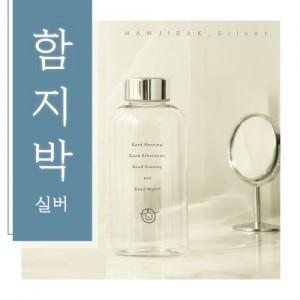 함
지
박
실버
HAMJIBAK_Silver
Good Morning!
Good Afternoon,
Good Evening,
and
Good Night!